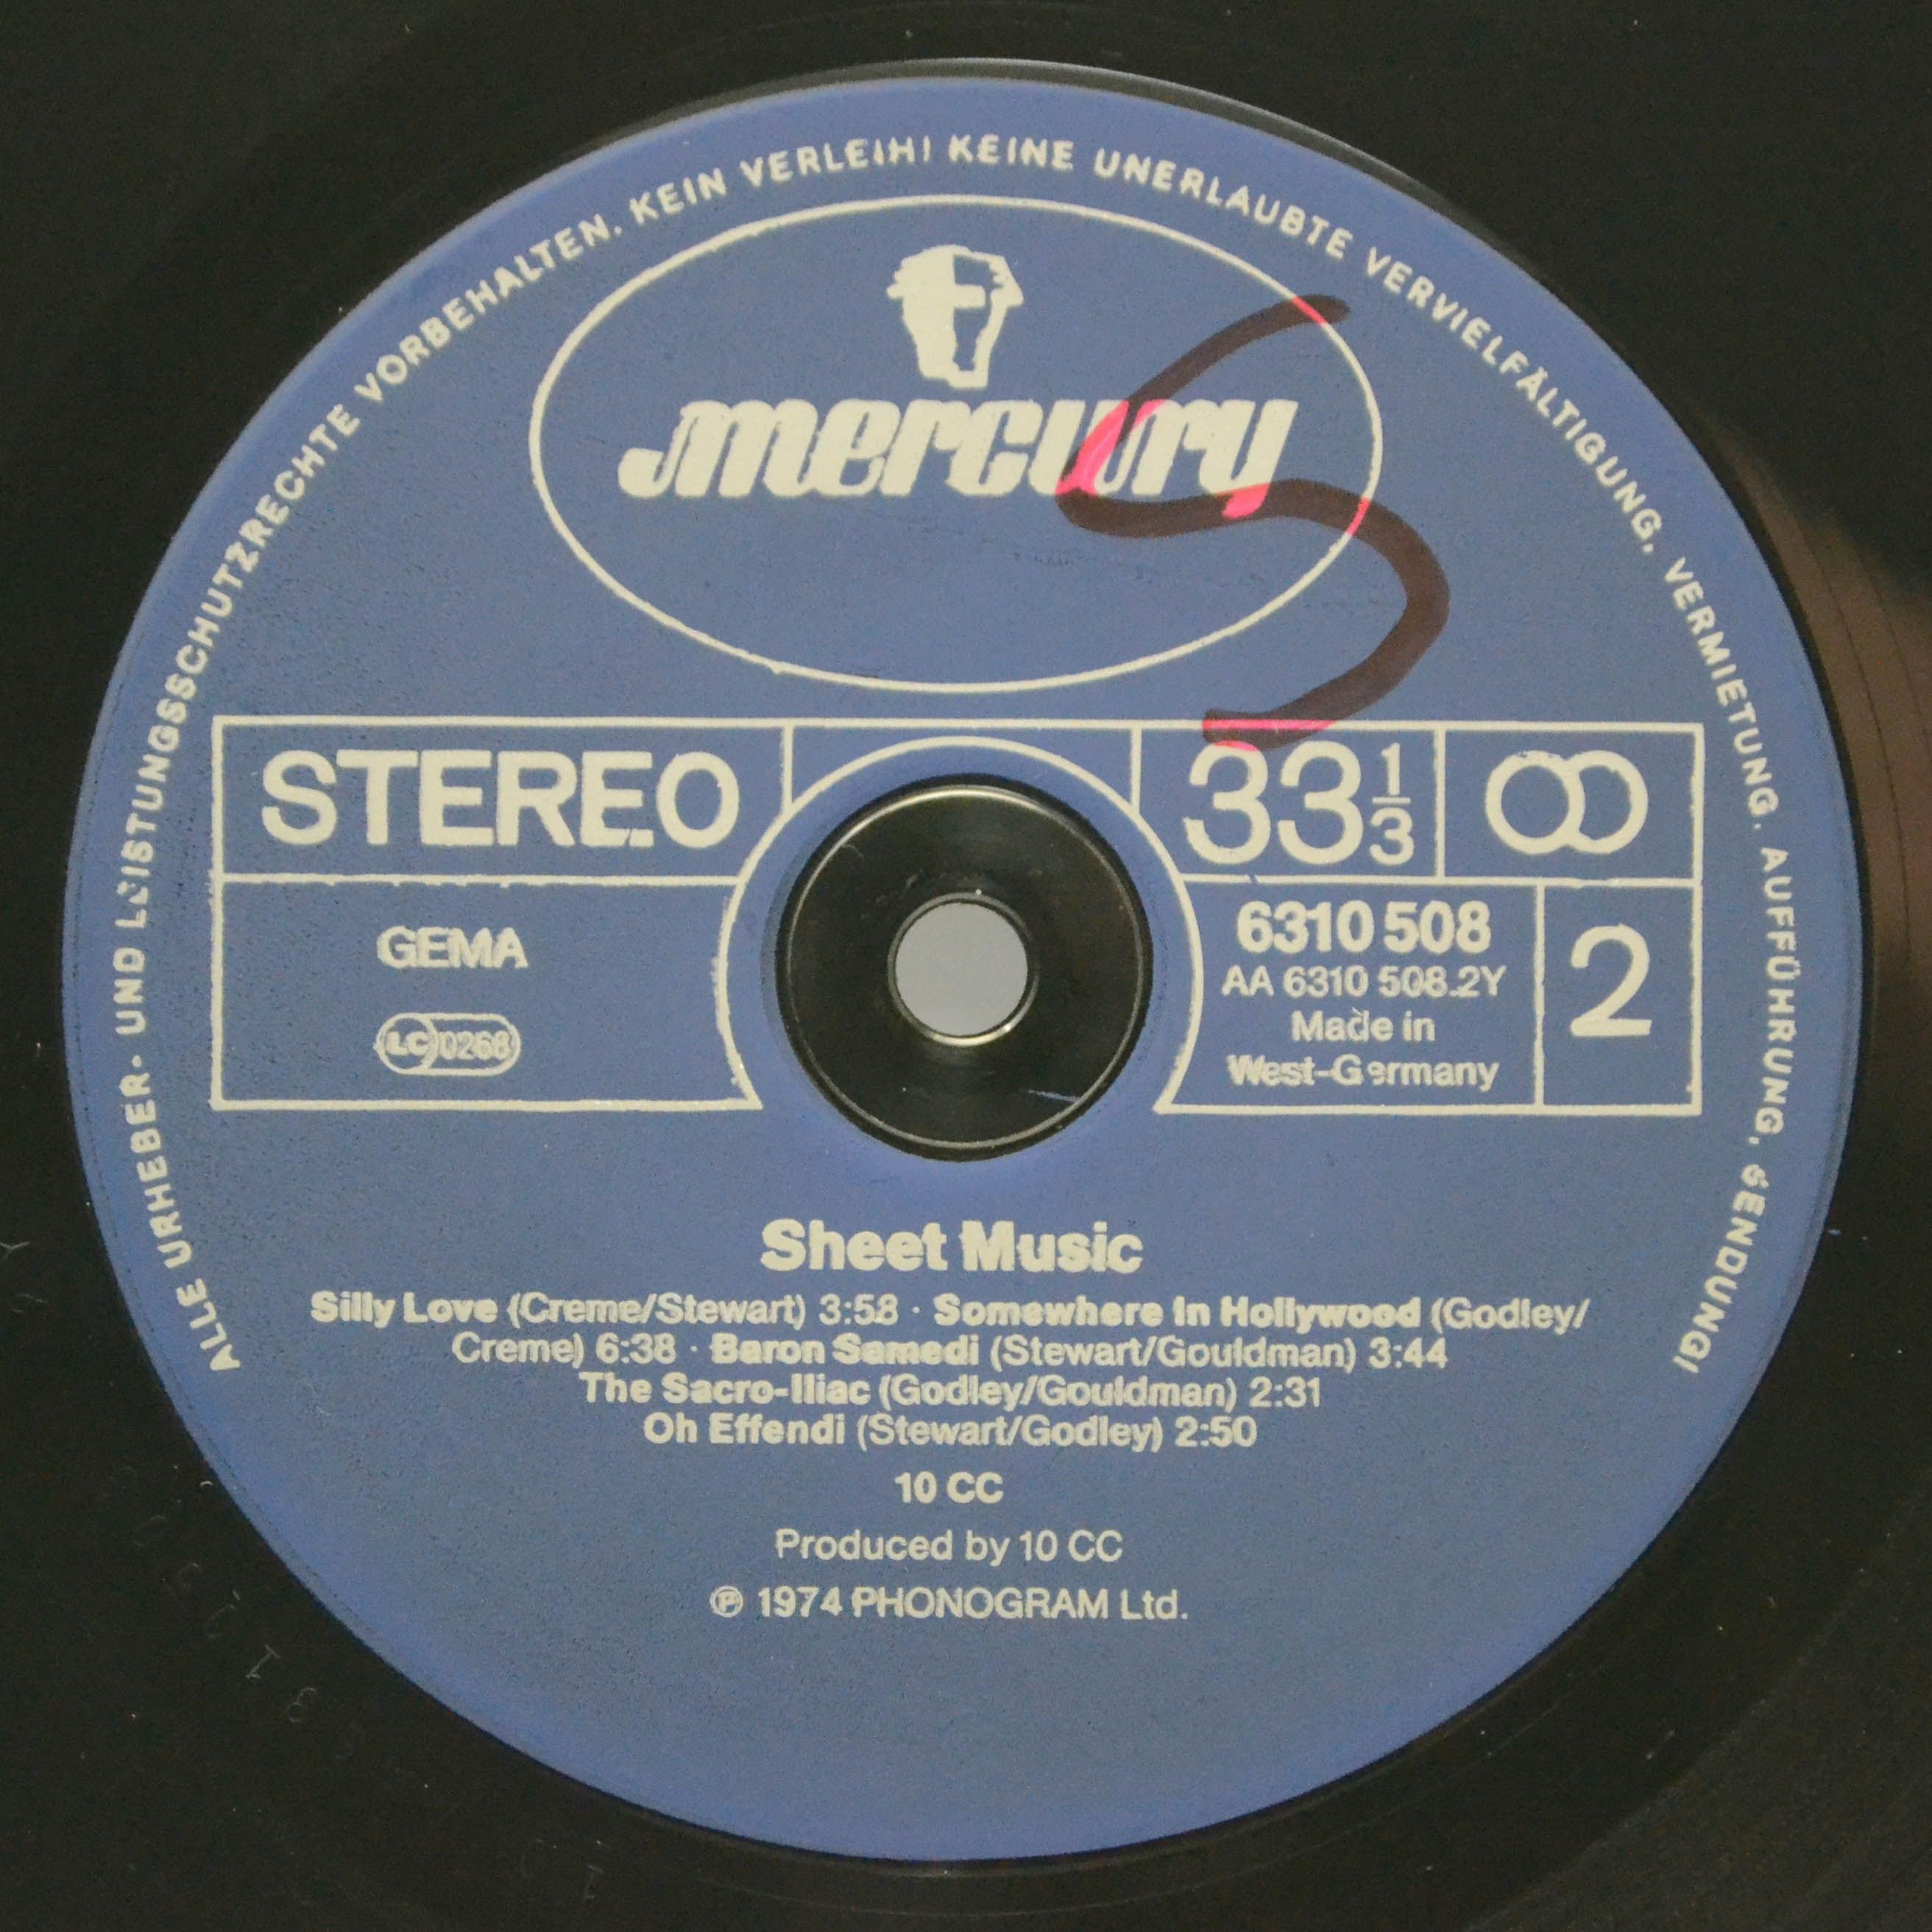 ALLE URHEBER- UND LEISTUNGSSCHUTZRECHTE VORBEHALTEN. KEIN VERLEIH! KEINE UNERLAUBTE VERVIELFÄLTIGUNG, VERMIETUNG, AUFFÜHRUNG, SENDUNG!
mercury
S
STEREO
33 1/3
GEMA
LC 0268
6310 508
AA 6310 508.2Y
Made in
West-Germany
2
Sheet Music
Silly Love (Creme/Stewart) 3:58 · Somewhere In Hollywood (Godley/
Creme) 6:38 · Baron Samedi (Stewart/Gouldman) 3:44
The Sacro-Iliac (Godley/Gouldman) 2:31
Oh Effendi (Stewart/Godley) 2:50
10 CC
Produced by 10 CC
℗ 1974 PHONOGRAM Ltd.